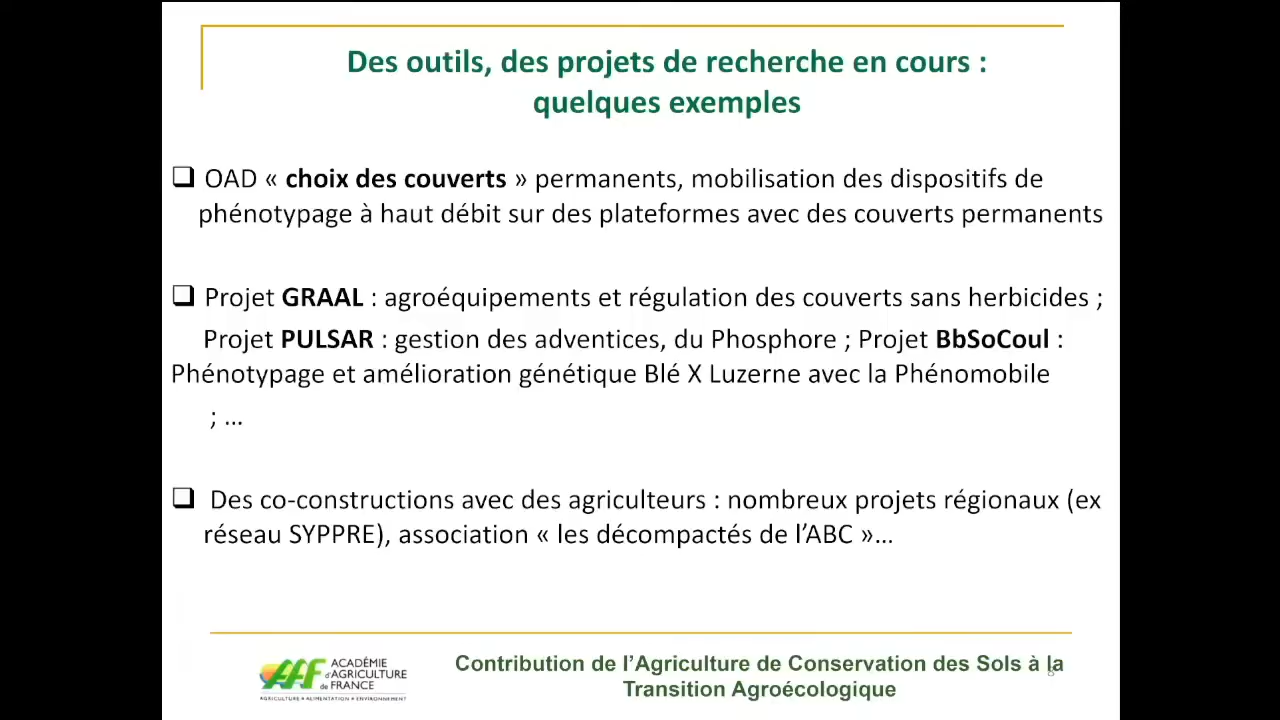 Des outils, des projets de recherche en cours :
quelques exemples
❑ OAD « choix des couverts » permanents, mobilisation des dispositifs de
phénotypage à haut débit sur des plateformes avec des couverts permanents
❑ Projet GRAAL : agroéquipements et régulation des couverts sans herbicides ;
Projet PULSAR : gestion des adventices, du Phosphore ; Projet BbSoCoul :
Phénotypage et amélioration génétique Blé X Luzerne avec la Phénomobile
; …
❑ Des co-constructions avec des agriculteurs : nombreux projets régionaux (ex
réseau SYPPRE), association « les décompactés de l’ABC »…
AAF
ACADÉMIE
d'AGRICULTURE
de FRANCE
AGRICULTURE • ALIMENTATION • ENVIRONNEMENT
Contribution de l’Agriculture de Conservation des Sols à la
Transition Agroécologique